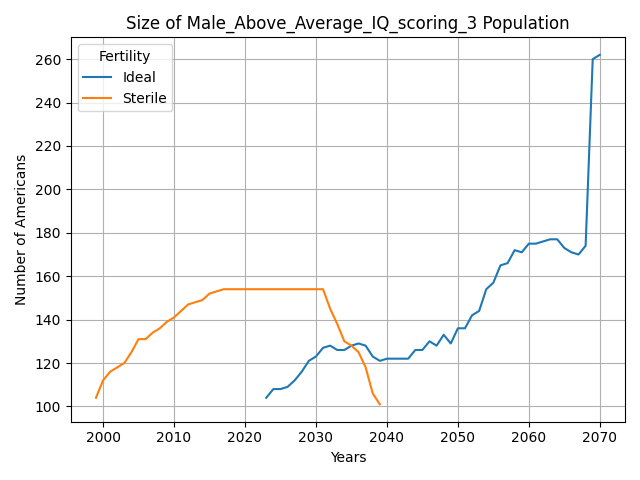 Size of Male_Above_Average_IQ_scoring_3 Population
Fertility
Ideal
Sterile
Number of Americans
260
240
220
200
180
160
140
120
100
2000 2010 2020 2030 2040 2050 2060 2070
Years